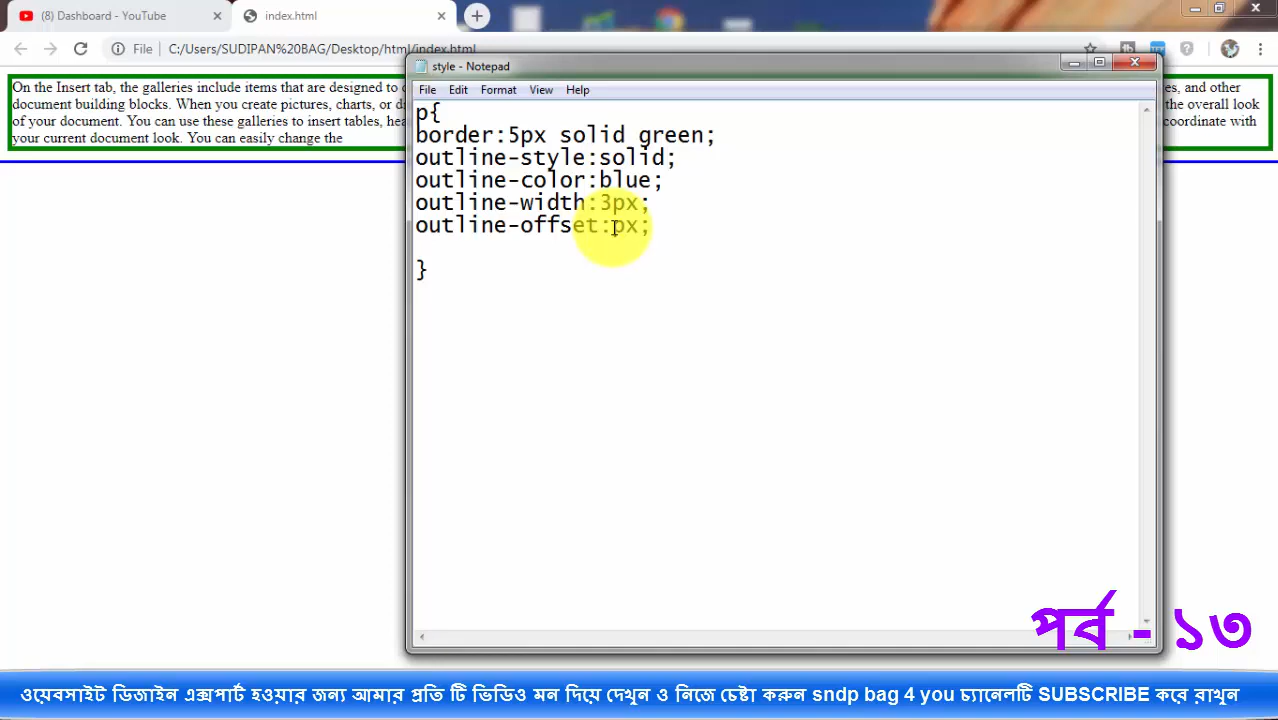 (8) Dashboard - YouTube
index.html
File
C:/Users/SUDIPAN%20BAG/Desktop/html/index.html
style - Notepad
File Edit Format View Help
On the Insert tab, the galleries include items that are designed to
es, and other
document building blocks. When you create pictures, charts, or
the overall look
of your document. You can use these galleries to insert tables,
coordinate with
your current document look. You can easily change the
p{
border:5px solid green;
outline-style:solid;
outline-color:blue;
outline-width:3px;
outline-offset:px;
}
পর্ব - ১৩
ওয়েবসাইট ডিজাইন এক্সপার্ট হওয়ার জন্য আমার প্রতি টি ভিডিও মন দিয়ে দেখুন ও নিজে চেষ্টা করুন sndp bag 4 you চ্যানেলটি SUBSCRIBE করে রাখুন